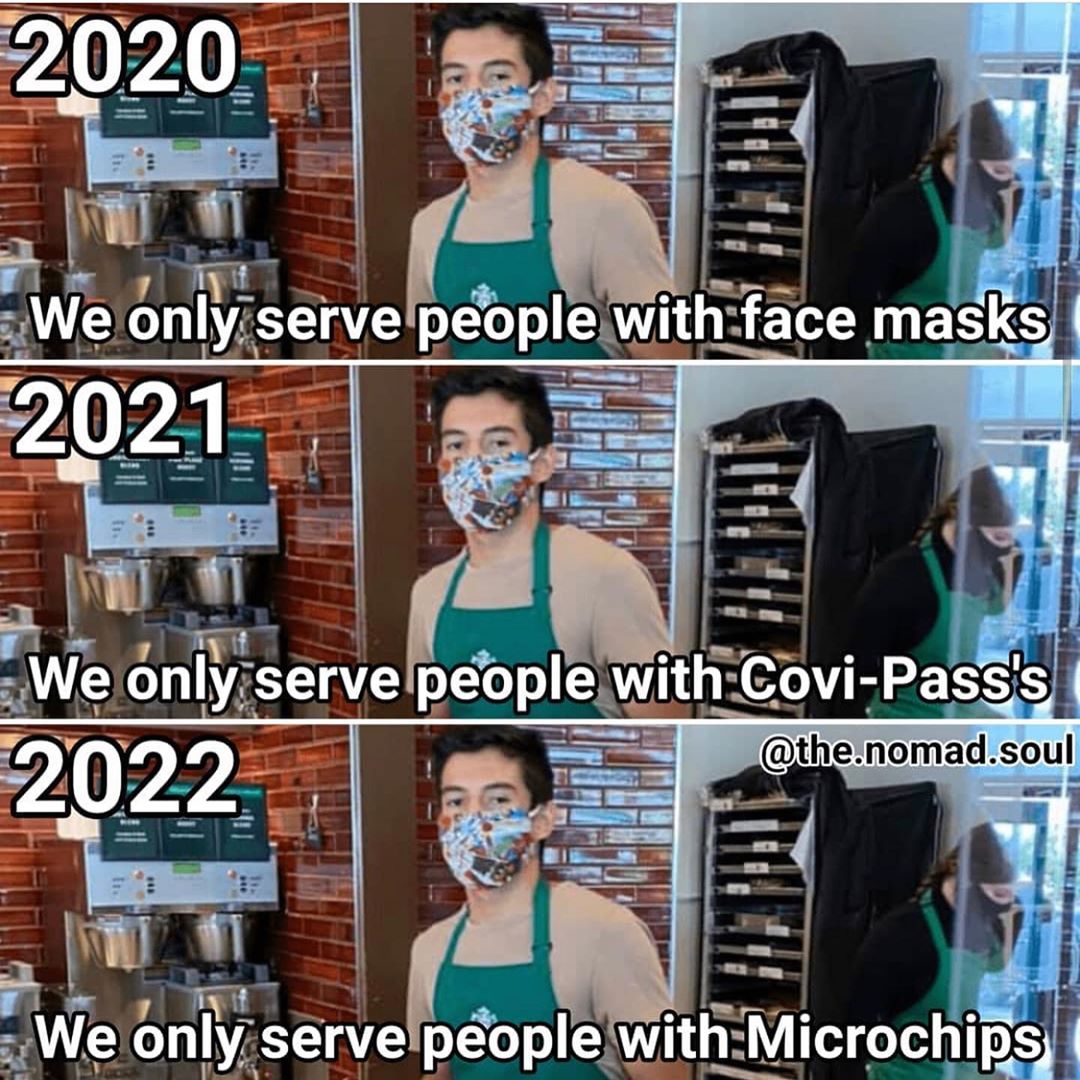 2020
We only serve people with face masks
2021
We only serve people with Covi-Pass's
@the.nomad.soul
2022
We only serve people with Microchips